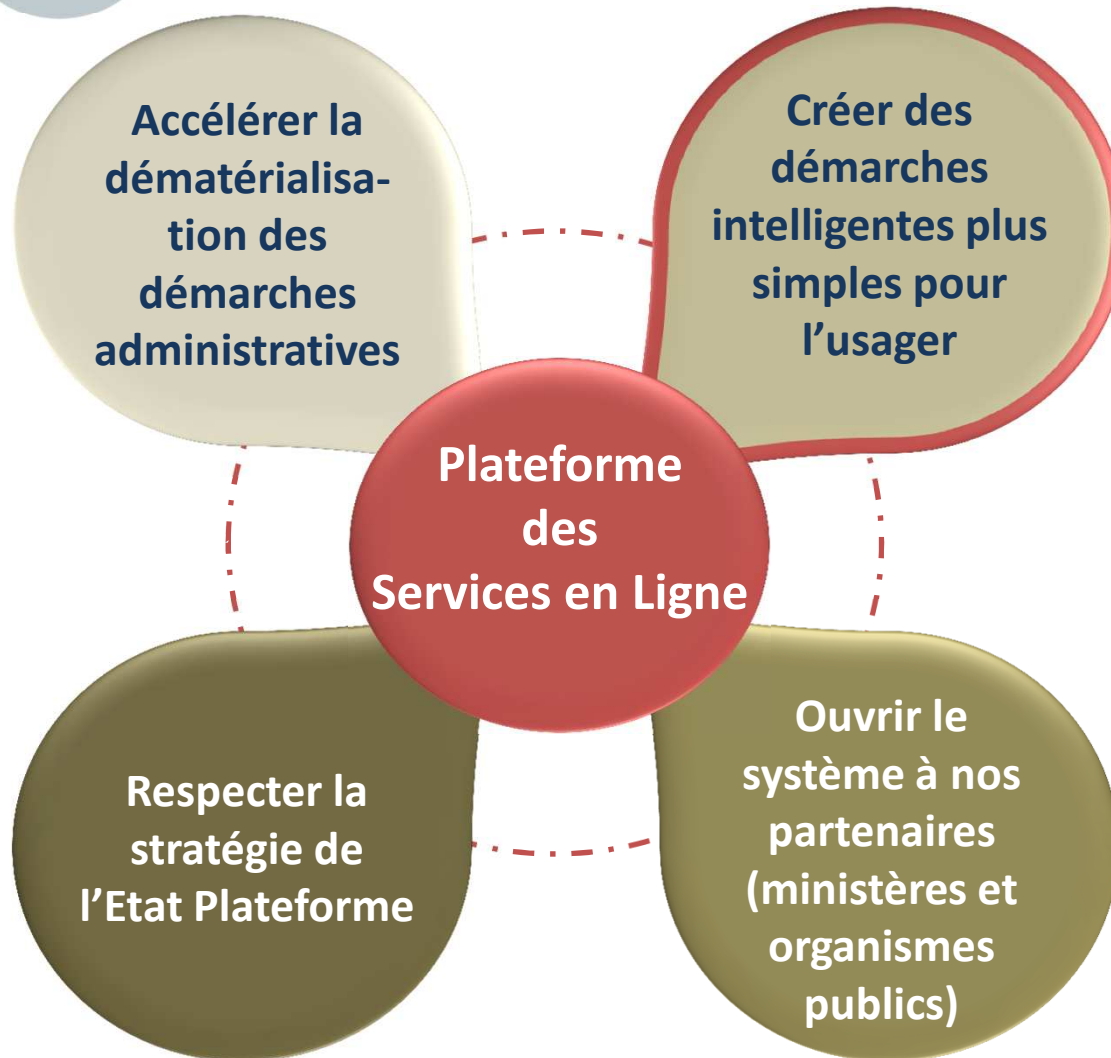 Accélérer la
dématérialisa-
tion des
démarches
administratives
Créer des
démarches
intelligentes plus
simples pour
l’usager
Plateforme
des
Services en Ligne
Respecter la
stratégie de
l’Etat Plateforme
Ouvrir le
système à nos
partenaires
(ministères et
organismes
publics)